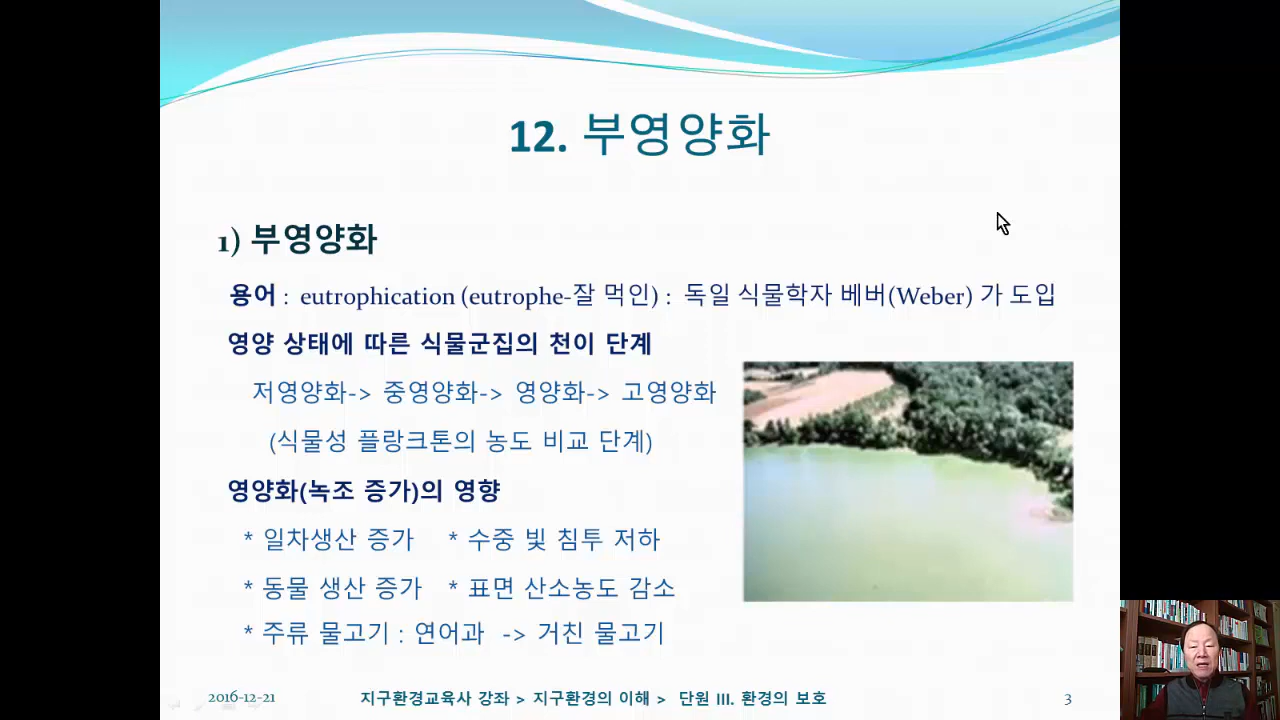 12. 부영양화
1) 부영양화
용어 : eutrophication (eutrophe-잘 먹인) : 독일 식물학자 베버(Weber) 가 도입
영양 상태에 따른 식물군집의 천이 단계
저영양화-> 중영양화-> 영양화-> 고영양화
(식물성 플랑크톤의 농도 비교 단계)
영양화(녹조 증가)의 영향
* 일차생산 증가 * 수중 빛 침투 저하
* 동물 생산 증가 * 표면 산소농도 감소
* 주류 물고기 : 연어과 -> 거친 물고기
2016-12-21 지구환경교육사 강좌 > 지구환경의 이해 > 단원 III. 환경의 보호 3